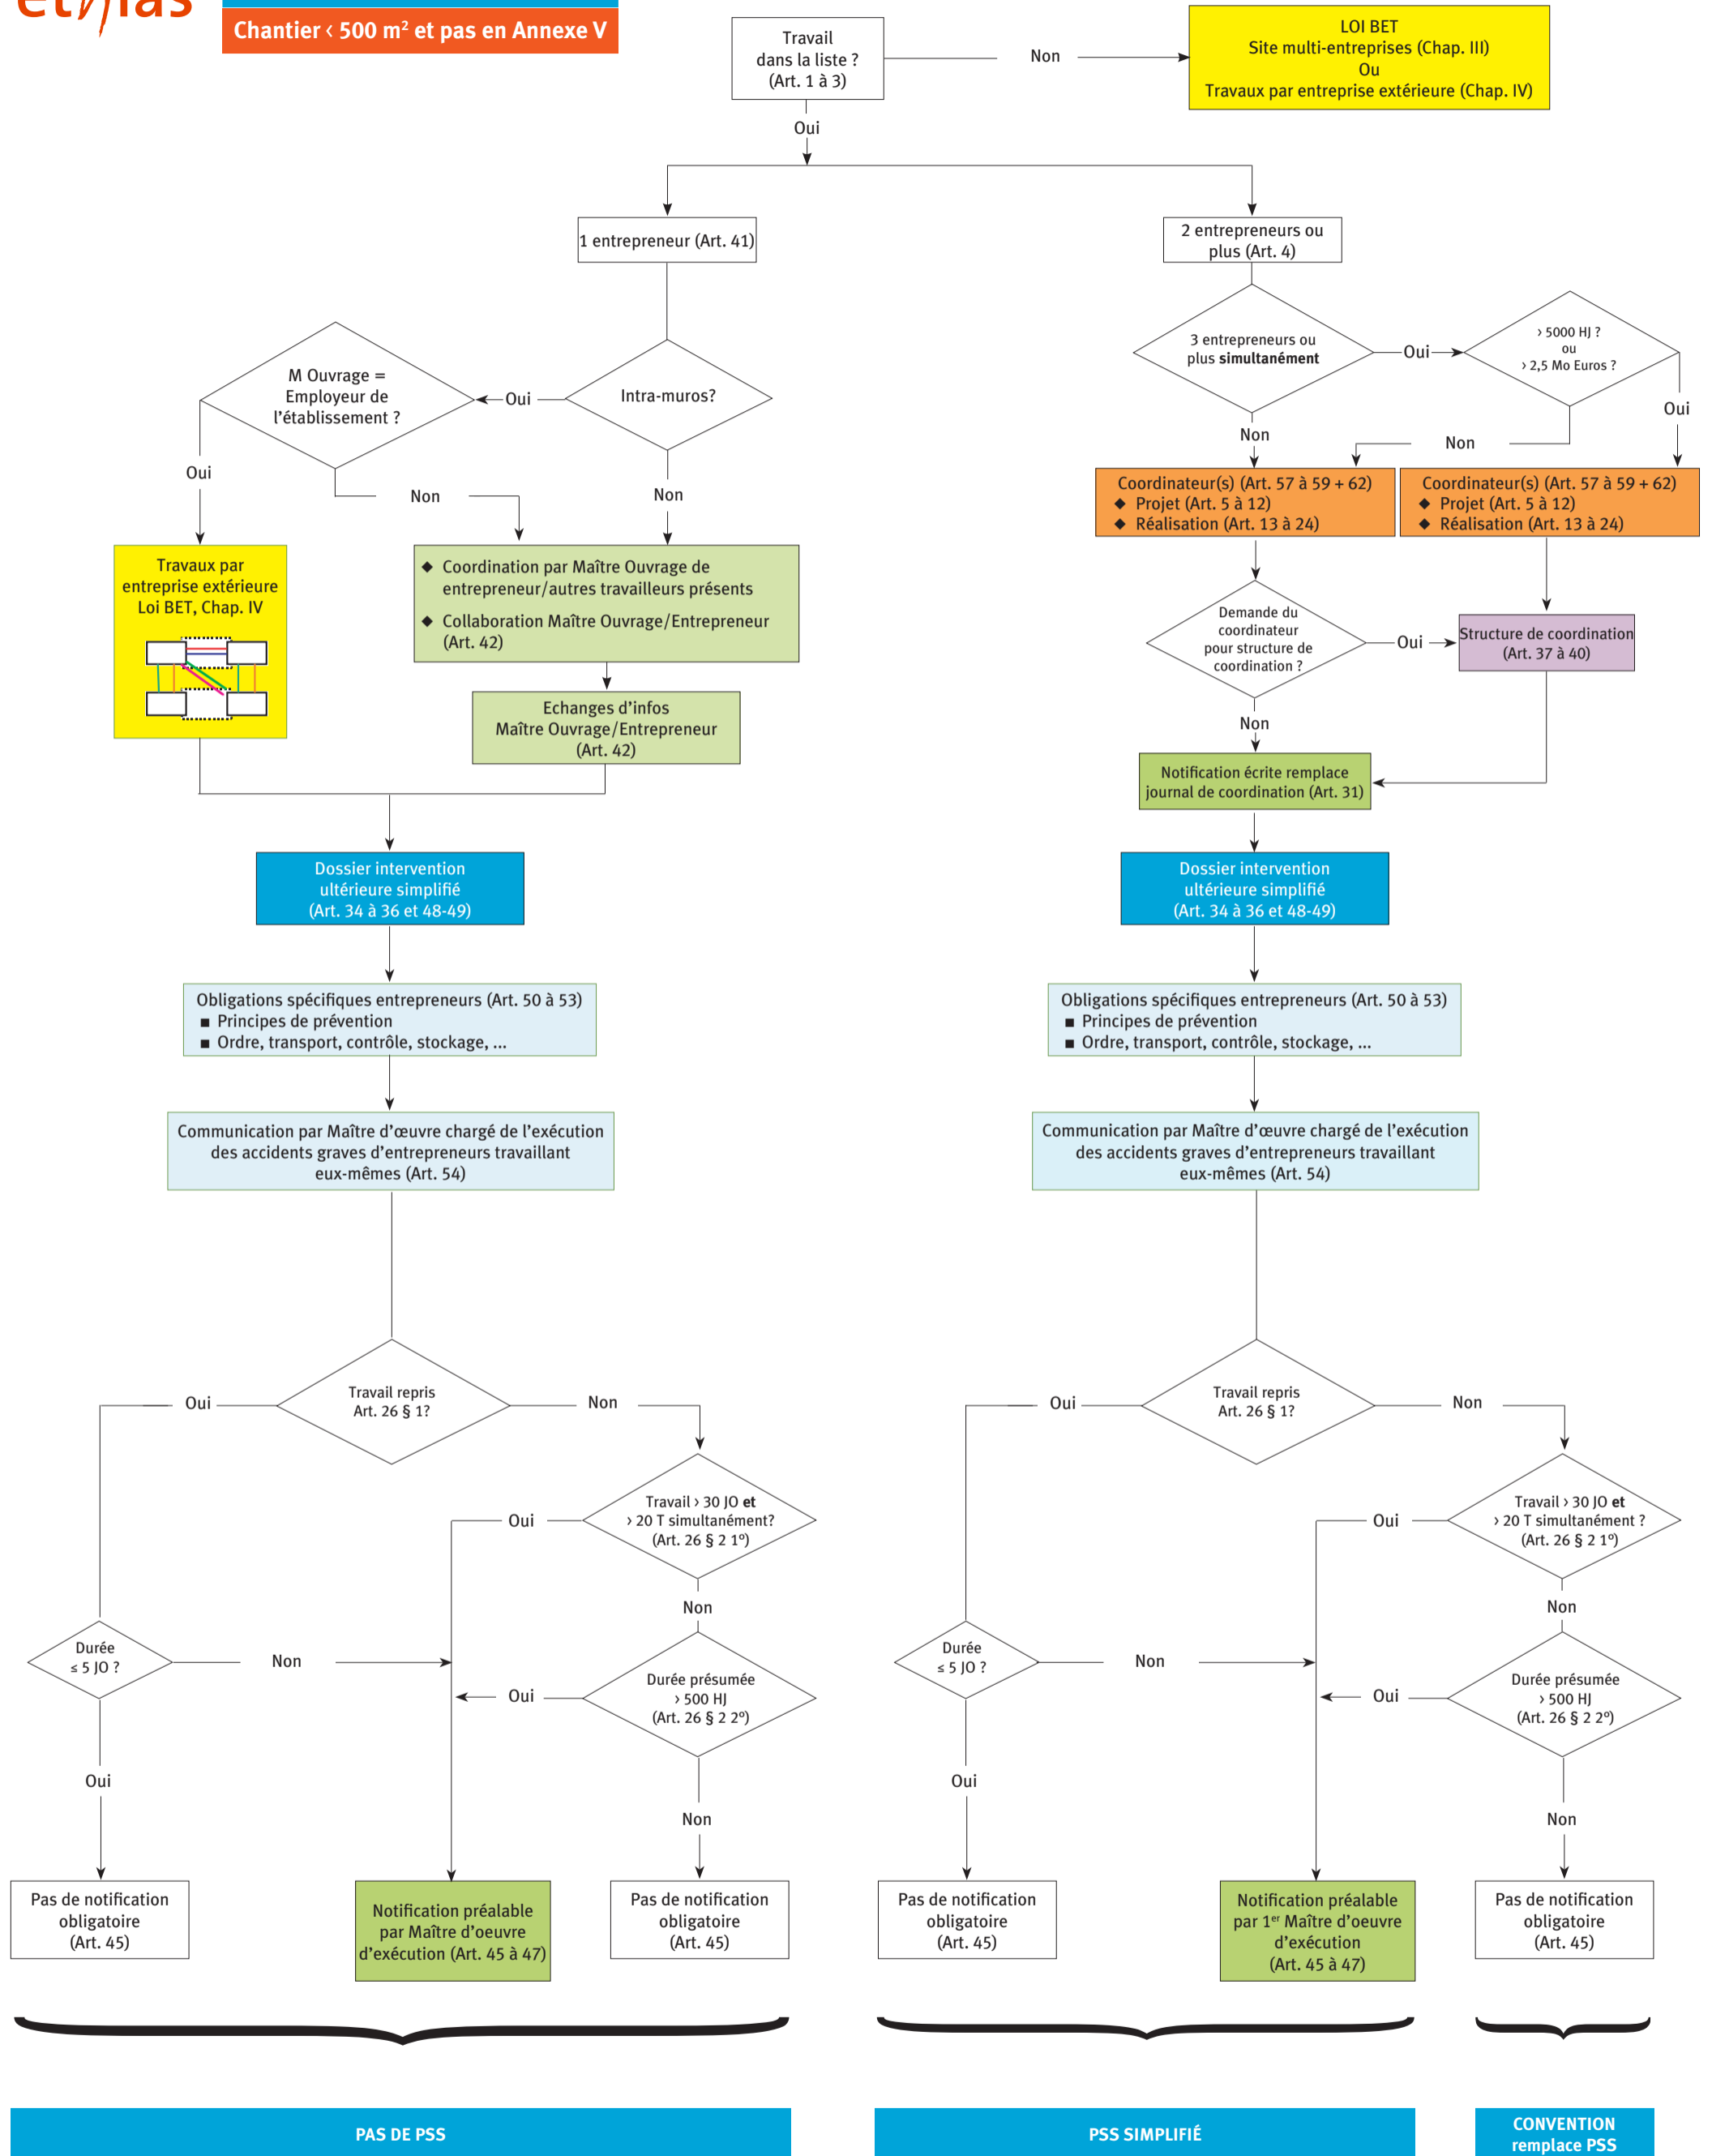 ethias
Chantier < 500 m² et pas en Annexe V
Travail
dans la liste ?
(Art. 1 à 3)
Non
LOI BET
Site multi-entreprises (Chap. III)
Ou
Travaux par entreprise extérieure (Chap. IV)
Oui
1 entrepreneur (Art. 41)
2 entrepreneurs ou
plus (Art. 4)
M Ouvrage =
Employeur de
l'établissement ?
Oui
Intra-muros?
3 entrepreneurs ou
plus simultanément
Oui
> 5000 HJ ?
ou
> 2,5 Mo Euros ?
Oui
Non
Non
Non
Non
Oui
Coordinateur(s) (Art. 57 à 59 + 62)
◆ Projet (Art. 5 à 12)
◆ Réalisation (Art. 13 à 24)
Coordinateur(s) (Art. 57 à 59 + 62)
◆ Projet (Art. 5 à 12)
◆ Réalisation (Art. 13 à 24)
Travaux par
entreprise extérieure
Loi BET, Chap. IV
◆ Coordination par Maître Ouvrage de
entrepreneur/autres travailleurs présents
◆ Collaboration Maître Ouvrage/Entrepreneur
(Art. 42)
Demande du
coordinateur
pour structure de
coordination ?
Oui
Structure de coordination
(Art. 37 à 40)
Echanges d'infos
Maître Ouvrage/Entrepreneur
(Art. 42)
Non
Notification écrite remplace
journal de coordination (Art. 31)
Dossier intervention
ultérieure simplifié
(Art. 34 à 36 et 48-49)
Dossier intervention
ultérieure simplifié
(Art. 34 à 36 et 48-49)
Obligations spécifiques entrepreneurs (Art. 50 à 53)
■ Principes de prévention
■ Ordre, transport, contrôle, stockage, ...
Obligations spécifiques entrepreneurs (Art. 50 à 53)
■ Principes de prévention
■ Ordre, transport, contrôle, stockage, ...
Communication par Maître d'œuvre chargé de l'exécution
des accidents graves d'entrepreneurs travaillant
eux-mêmes (Art. 54)
Communication par Maître d'œuvre chargé de l'exécution
des accidents graves d'entrepreneurs travaillant
eux-mêmes (Art. 54)
Oui
Travail repris
Art. 26 § 1?
Non
Oui
Travail repris
Art. 26 § 1?
Non
Oui
Travail > 30 JO et
> 20 T simultanément?
(Art. 26 § 2 1°)
Oui
Travail > 30 JO et
> 20 T simultanément ?
(Art. 26 § 2 1°)
Non
Non
Durée
≤ 5 JO ?
Non
Durée présumée
> 500 HJ
(Art. 26 § 2 2°)
Oui
Durée
≤ 5 JO ?
Non
Durée présumée
> 500 HJ
(Art. 26 § 2 2°)
Oui
Oui
Non
Oui
Non
Pas de notification
obligatoire
(Art. 45)
Notification préalable
par Maître d'oeuvre
d'exécution (Art. 45 à 47)
Pas de notification
obligatoire
(Art. 45)
Pas de notification
obligatoire
(Art. 45)
Notification préalable
par 1er Maître d'oeuvre
d'exécution
(Art. 45 à 47)
Pas de notification
obligatoire
(Art. 45)
PAS DE PSS
PSS SIMPLIFIÉ
CONVENTION
remplace PSS